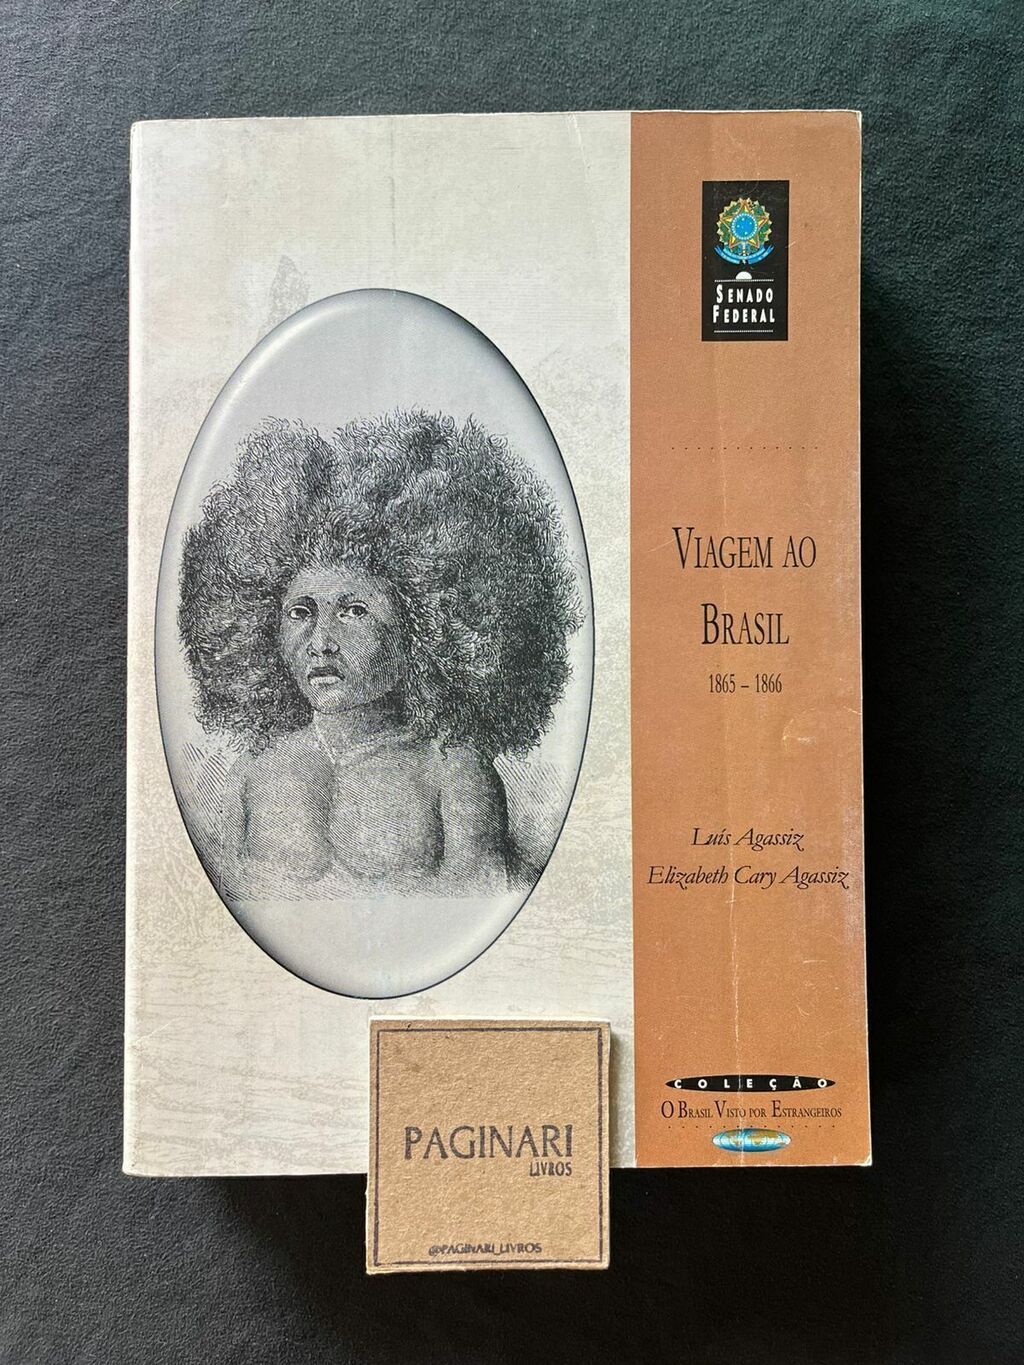 SENADO
FEDERAL
VIAGEM AO
BRASIL
1865 – 1866
Luís Agassiz
Elizabeth Cary Agassiz
COLEÇÃO
O BRASIL VISTO POR ESTRANGEIROS
PAGINARI
LIVROS
@PAGINARI_LIVROS